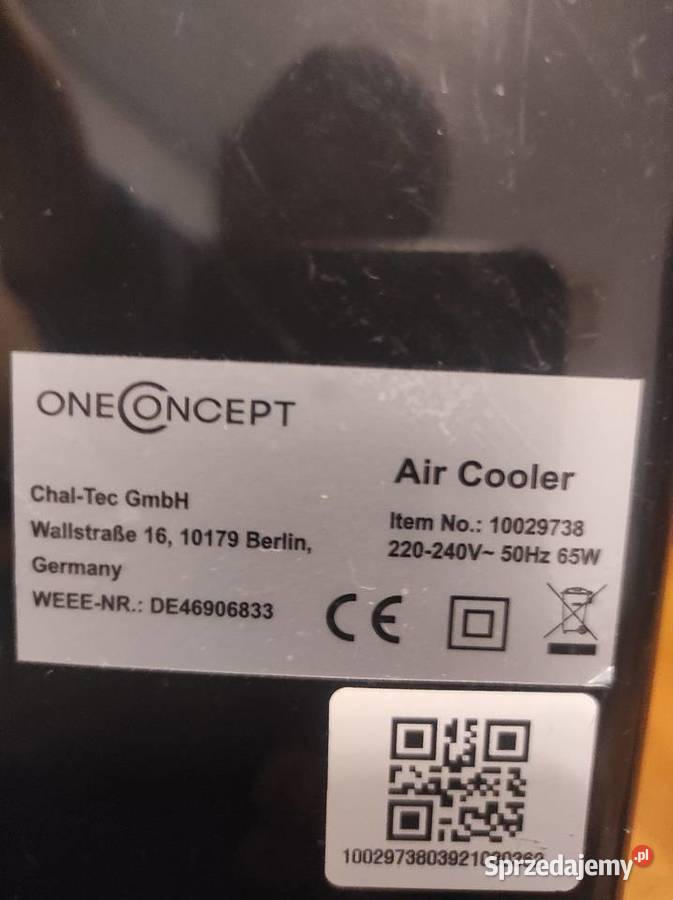 ONECONCEPT
Air Cooler
Chal-Tec GmbH
Wallstraße 16, 10179 Berlin,
Germany
WEEE-NR.: DE46906833
Item No.: 10029738
220-240V~ 50Hz 65W
CE
Sprzedajemy.pl